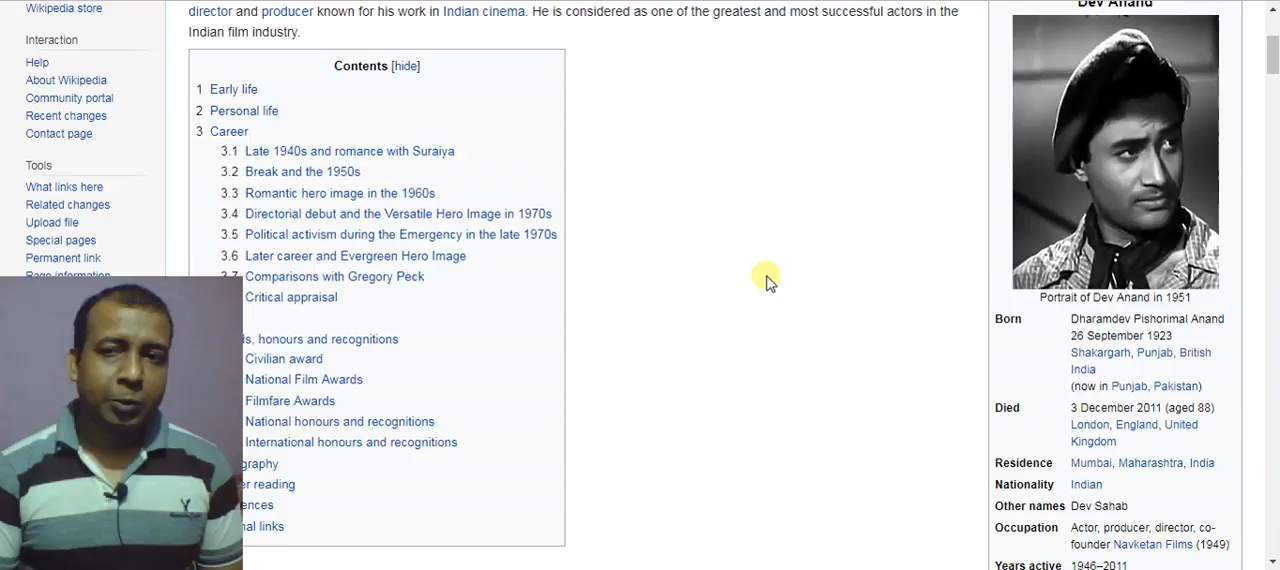 Wikipedia store
Interaction
Help
About Wikipedia
Community portal
Recent changes
Contact page
Tools
What links here
Related changes
Upload file
Special pages
Permanent link
Page information
director and producer known for his work in Indian cinema. He is considered as one of the greatest and most successful actors in the
Indian film industry.
Contents [hide]
1 Early life
2 Personal life
3 Career
3.1 Late 1940s and romance with Suraiya
3.2 Break and the 1950s
3.3 Romantic hero image in the 1960s
3.4 Directorial debut and the Versatile Hero Image in 1970s
3.5 Political activism during the Emergency in the late 1970s
3.6 Later career and Evergreen Hero Image
3.7 Comparisons with Gregory Peck
Critical appraisal
ds, honours and recognitions
Civilian award
National Film Awards
Filmfare Awards
National honours and recognitions
International honours and recognitions
graphy
er reading
ences
nal links
Dev Anand
Portrait of Dev Anand in 1951
Born Dharamdev Pishorimal Anand
26 September 1923
Shakargarh, Punjab, British
India
(now in Punjab, Pakistan)
Died 3 December 2011 (aged 88)
London, England, United
Kingdom
Residence Mumbai, Maharashtra, India
Nationality Indian
Other names Dev Sahab
Occupation Actor, producer, director, co-
founder Navketan Films (1949)
Years active 1946–2011